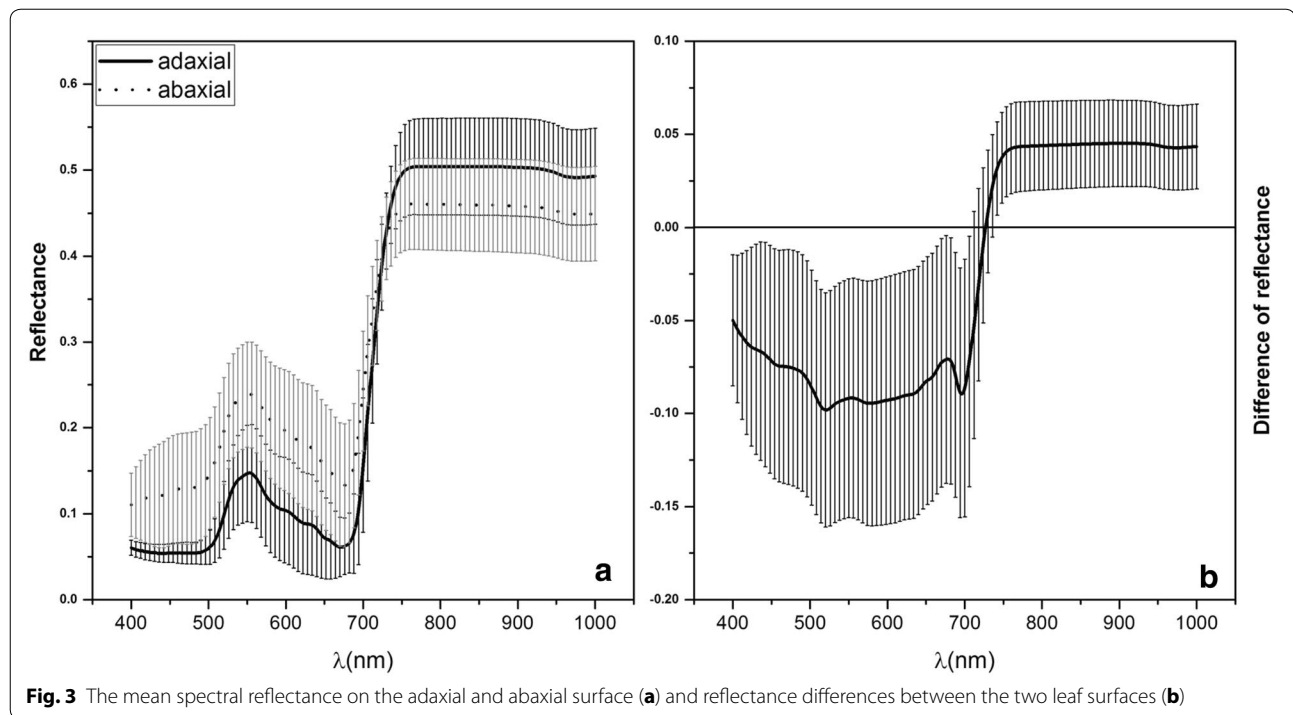 adaxial
abaxial
0.6
0.5
0.4
0.3
0.2
0.1
0.0
Reflectance
400 500 600 700 800 900 1000
λ(nm)
a
0.10
0.05
0.00
-0.05
-0.10
-0.15
-0.20
Difference of reflectance
400 500 600 700 800 900 1000
λ(nm)
b
Fig. 3 The mean spectral reflectance on the adaxial and abaxial surface (a) and reflectance differences between the two leaf surfaces (b)